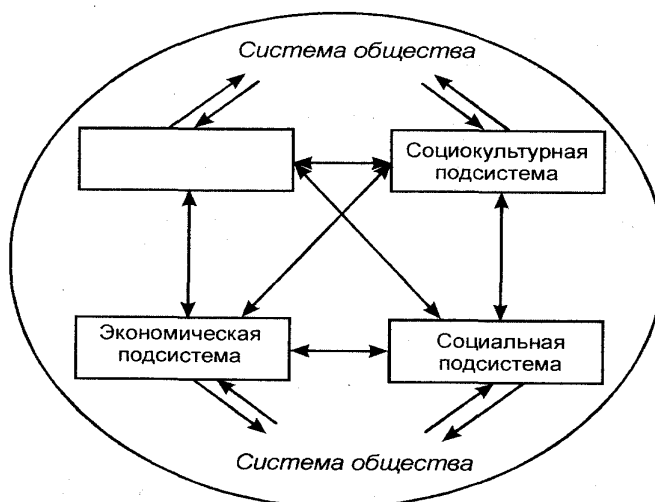 Система общества
Социокультурная
подсистема
Экономическая
подсистема
Социальная
подсистема
Система общества